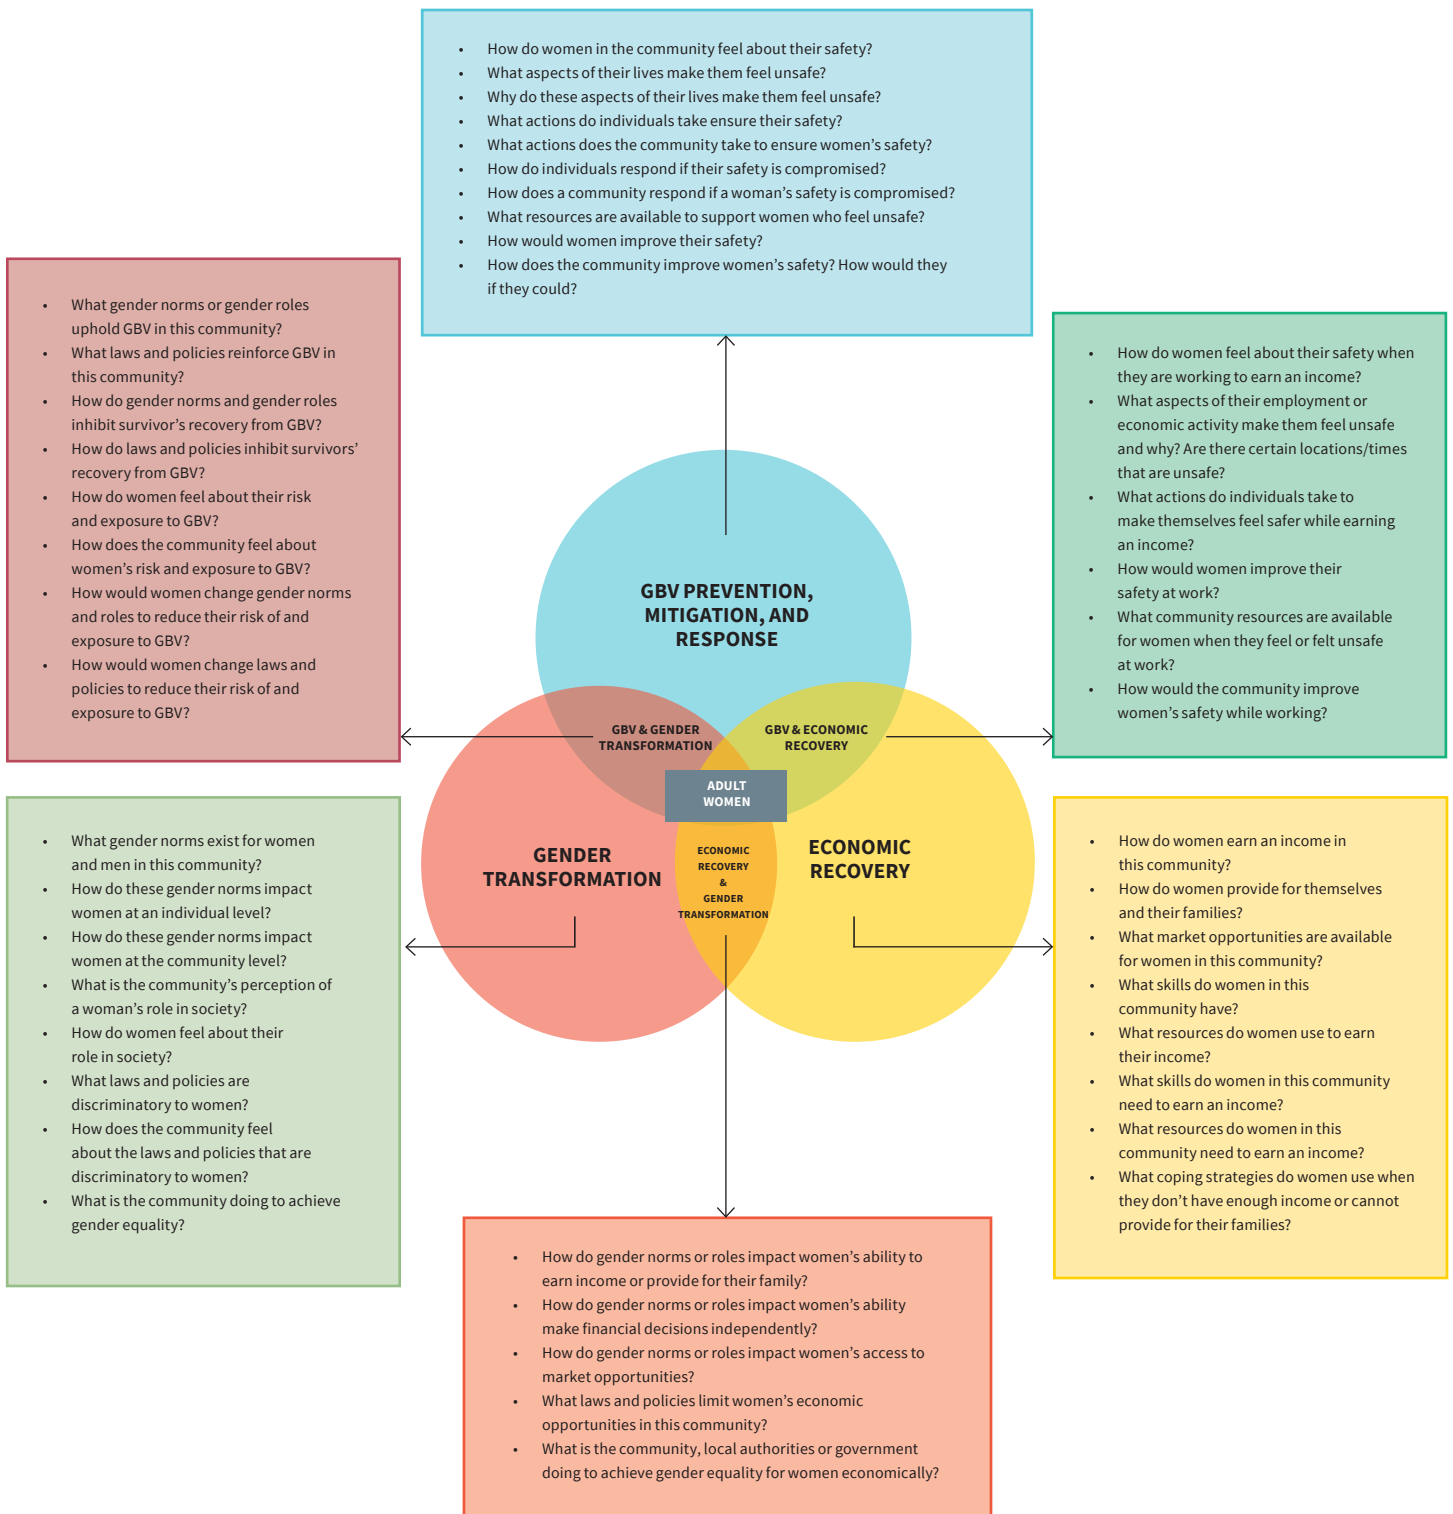 • How do women in the community feel about their safety?
• What aspects of their lives make them feel unsafe?
• Why do these aspects of their lives make them feel unsafe?
• What actions do individuals take ensure their safety?
• What actions does the community take to ensure women's safety?
• How do individuals respond if their safety is compromised?
• How does a community respond if a woman's safety is compromised?
• What resources are available to support women who feel unsafe?
• How would women improve their safety?
• How does the community improve women's safety? How would they
if they could?
• What gender norms or gender roles
uphold GBV in this community?
• What laws and policies reinforce GBV in
this community?
• How do gender norms and gender roles
inhibit survivor's recovery from GBV?
• How do laws and policies inhibit survivors'
recovery from GBV?
• How do women feel about their risk
and exposure to GBV?
• How does the community feel about
women's risk and exposure to GBV?
• How would women change gender norms
and roles to reduce their risk of and
exposure to GBV?
• How would women change laws and
policies to reduce their risk of and
exposure to GBV?
• How do women feel about their safety when
they are working to earn an income?
• What aspects of their employment or
economic activity make them feel unsafe
and why? Are there certain locations/times
that are unsafe?
• What actions do individuals take to
make themselves feel safer while earning
an income?
• How would women improve their
safety at work?
• What community resources are available
for women when they feel or felt unsafe
at work?
• How would the community improve
women's safety while working?
GBV PREVENTION,
MITIGATION, AND
RESPONSE
GBV & GENDER
TRANSFORMATION
GBV & ECONOMIC
RECOVERY
ADULT
WOMEN
GENDER
TRANSFORMATION
ECONOMIC
RECOVERY
&
GENDER
TRANSFORMATION
ECONOMIC
RECOVERY
• What gender norms exist for women
and men in this community?
• How do these gender norms impact
women at an individual level?
• How do these gender norms impact
women at the community level?
• What is the community's perception of
a woman's role in society?
• How do women feel about their
role in society?
• What laws and policies are
discriminatory to women?
• How does the community feel
about the laws and policies that are
discriminatory to women?
• What is the community doing to achieve
gender equality?
• How do women earn an income in
this community?
• How do women provide for themselves
and their families?
• What market opportunities are available
for women in this community?
• What skills do women in this
community have?
• What resources do women use to earn
their income?
• What skills do women in this community
need to earn an income?
• What resources do women in this
community need to earn an income?
• What coping strategies do women use when
they don't have enough income or cannot
provide for their families?
• How do gender norms or roles impact women's ability to
earn income or provide for their family?
• How do gender norms or roles impact women's ability
make financial decisions independently?
• How do gender norms or roles impact women's access to
market opportunities?
• What laws and policies limit women's economic
opportunities in this community?
• What is the community, local authorities or government
doing to achieve gender equality for women economically?